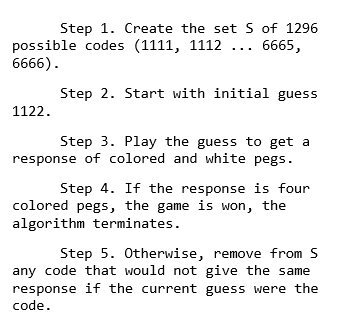 Step 1. Create the set S of 1296
possible codes (1111, 1112 ... 6665,
6666).
Step 2. Start with initial guess
1122.
Step 3. Play the guess to get a
response of colored and white pegs.
Step 4. If the response is four
colored pegs, the game is won, the
algorithm terminates.
Step 5. Otherwise, remove from S
any code that would not give the same
response if the current guess were the
code.